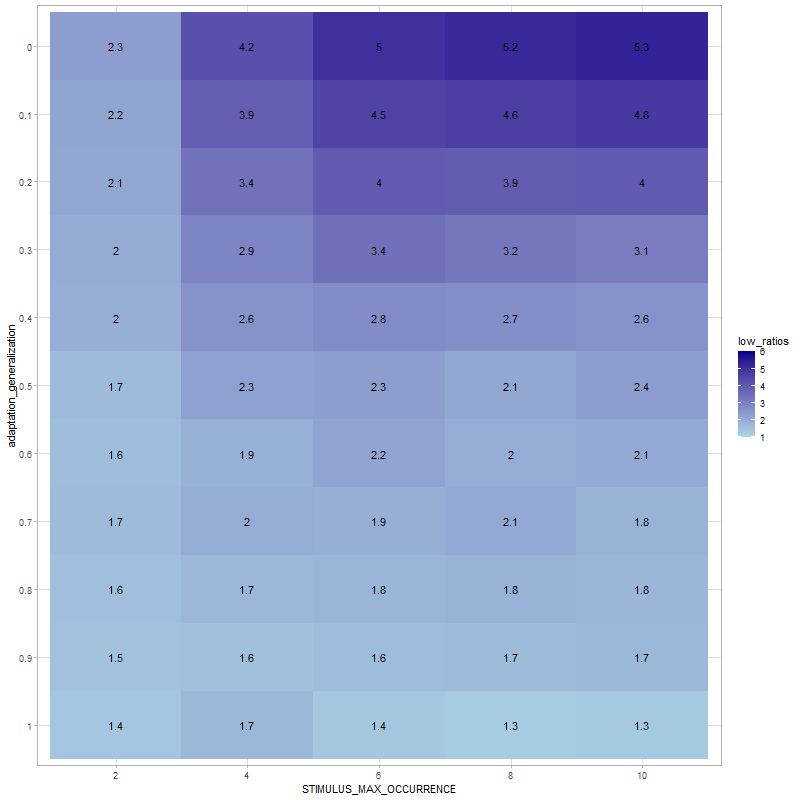 0 2.3 4.2 5 5.2 5.3
0.1 2.2 3.9 4.5 4.6 4.8
0.2 2.1 3.4 4 3.9 4
0.3 2 2.9 3.4 3.2 3.1
0.4 2 2.6 2.8 2.7 2.6
0.5 1.7 2.3 2.3 2.1 2.4
0.6 1.6 1.9 2.2 2 2.1
0.7 1.7 2 1.9 2.1 1.8
0.8 1.6 1.7 1.8 1.8 1.8
0.9 1.5 1.6 1.6 1.7 1.7
1 1.4 1.7 1.4 1.3 1.3
2 4 6 8 10
STIMULUS_MAX_OCCURRENCE
adaptation_generalization
low_ratios
6
5
4
3
2
1